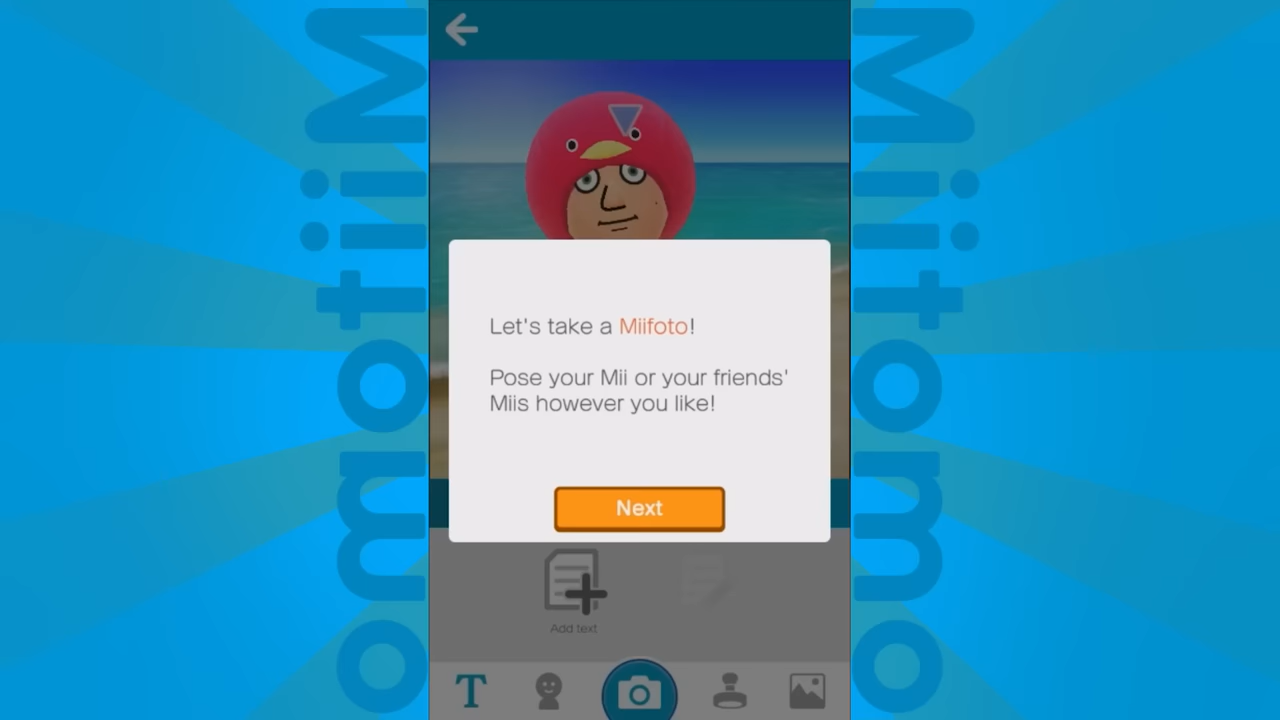 Miitomo
Let's take a Miifoto!
Pose your Mii or your friends'
Miis however you like!
Next
Add text
T
Miitomo